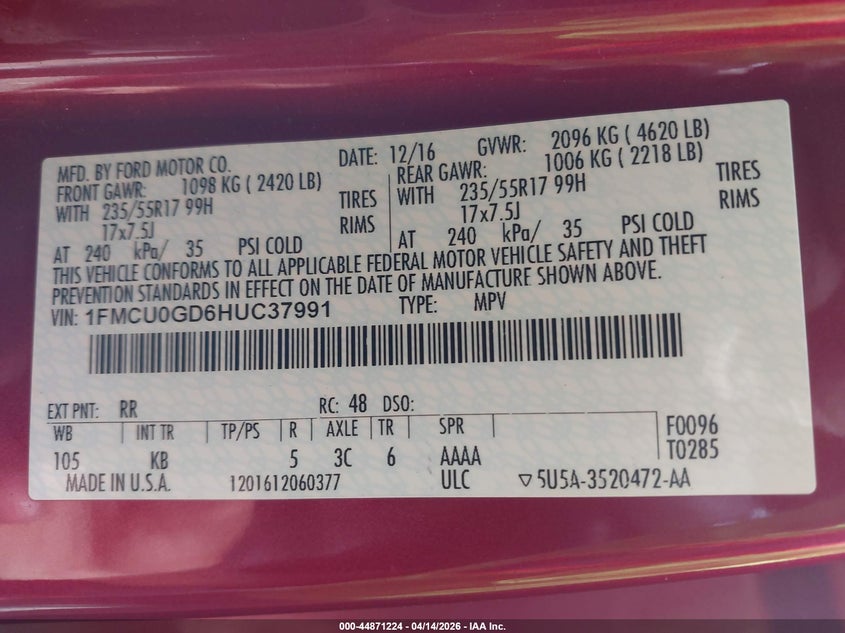 MFD. BY FORD MOTOR CO. DATE: 12/16 GVWR: 2096 KG ( 4620 LB)
FRONT GAWR: 1098 KG ( 2420 LB) REAR GAWR: 1006 KG ( 2218 LB)
WITH 235/55R17 99H TIRES WITH 235/55R17 99H TIRES
17x7.5J RIMS 17x7.5J RIMS
AT 240 kPa/ 35 PSI COLD AT 240 kPa/ 35 PSI COLD
THIS VEHICLE CONFORMS TO ALL APPLICABLE FEDERAL MOTOR VEHICLE SAFETY AND THEFT
PREVENTION STANDARDS IN EFFECT ON THE DATE OF MANUFACTURE SHOWN ABOVE.
VIN: 1FMCU0GD6HUC37991 TYPE: MPV
EXT PNT: RR RC: 48 DSO:
WB INT TR TP/PS R AXLE TR SPR F0096
105 KB 5 3C 6 AAAA T0285
MADE IN U.S.A. 1201612060377 ULC ▽5U5A-3520472-AA
000-44871224 | 04/14/2026 - IAA Inc.